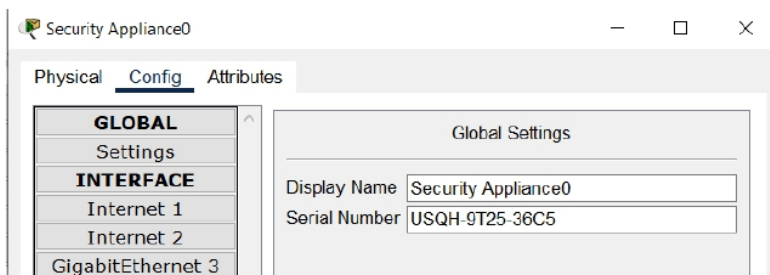 Security Appliance0
Physical Config Attributes
GLOBAL
Settings
INTERFACE
Internet 1
Internet 2
GigabitEthernet 3
Global Settings
Display Name Security Appliance0
Serial Number USQH-9T25-36C5